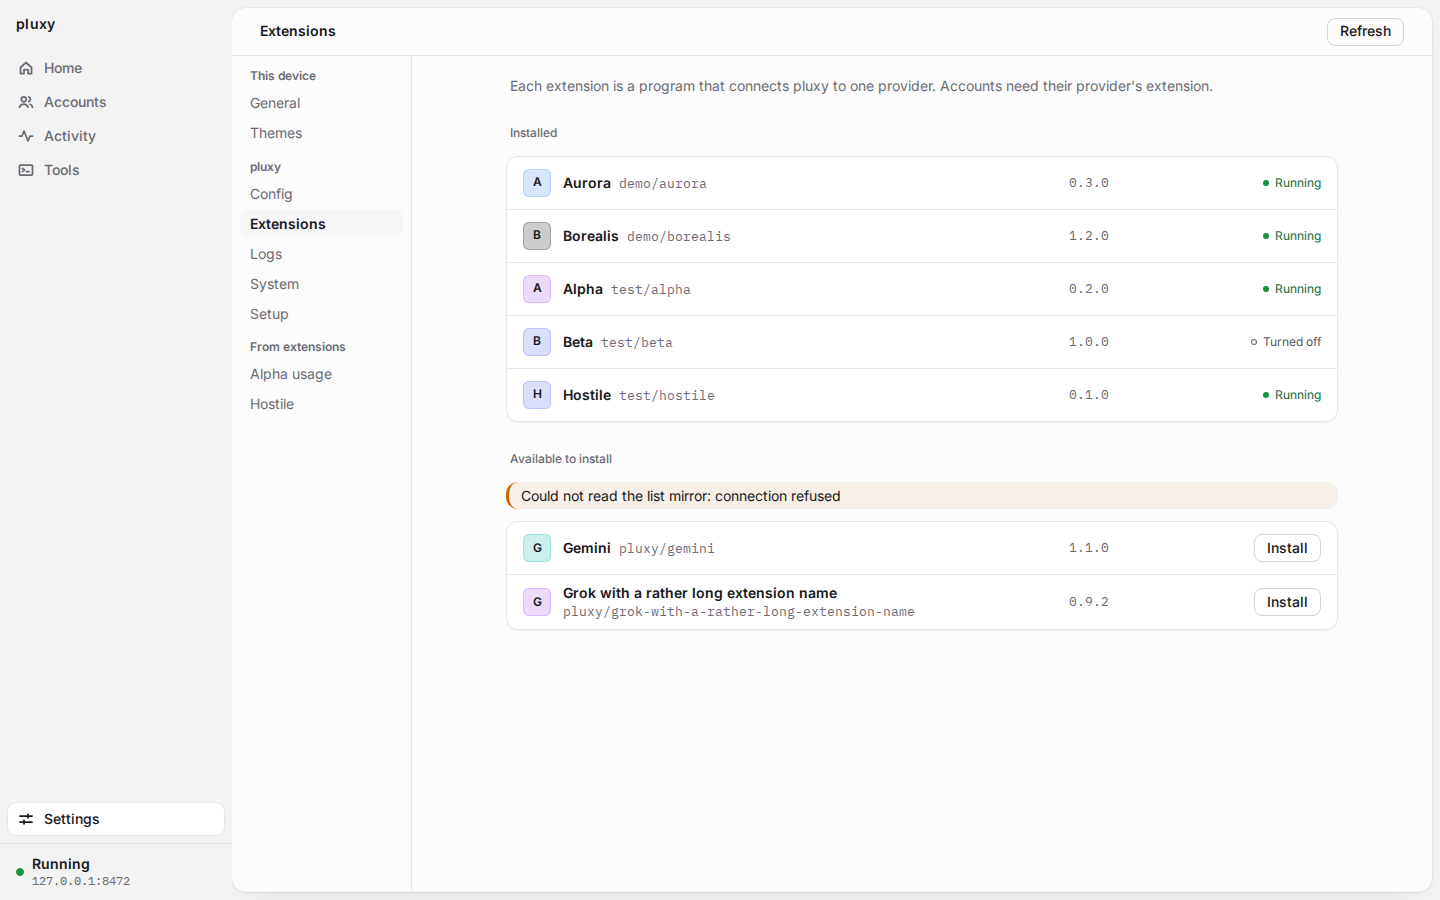 pluxy
Home
Accounts
Activity
Tools
Settings
Running
127.0.0.1:8472
Extensions
Refresh
This device
General
Themes
pluxy
Config
Extensions
Logs
System
Setup
From extensions
Alpha usage
Hostile
Each extension is a program that connects pluxy to one provider. Accounts need their provider's extension.
Installed
A Aurora demo/aurora 0.3.0 Running
B Borealis demo/borealis 1.2.0 Running
A Alpha test/alpha 0.2.0 Running
B Beta test/beta 1.0.0 Turned off
H Hostile test/hostile 0.1.0 Running
Available to install
Could not read the list mirror: connection refused
G Gemini pluxy/gemini 1.1.0 Install
G Grok with a rather long extension name 0.9.2 Install
pluxy/grok-with-a-rather-long-extension-name